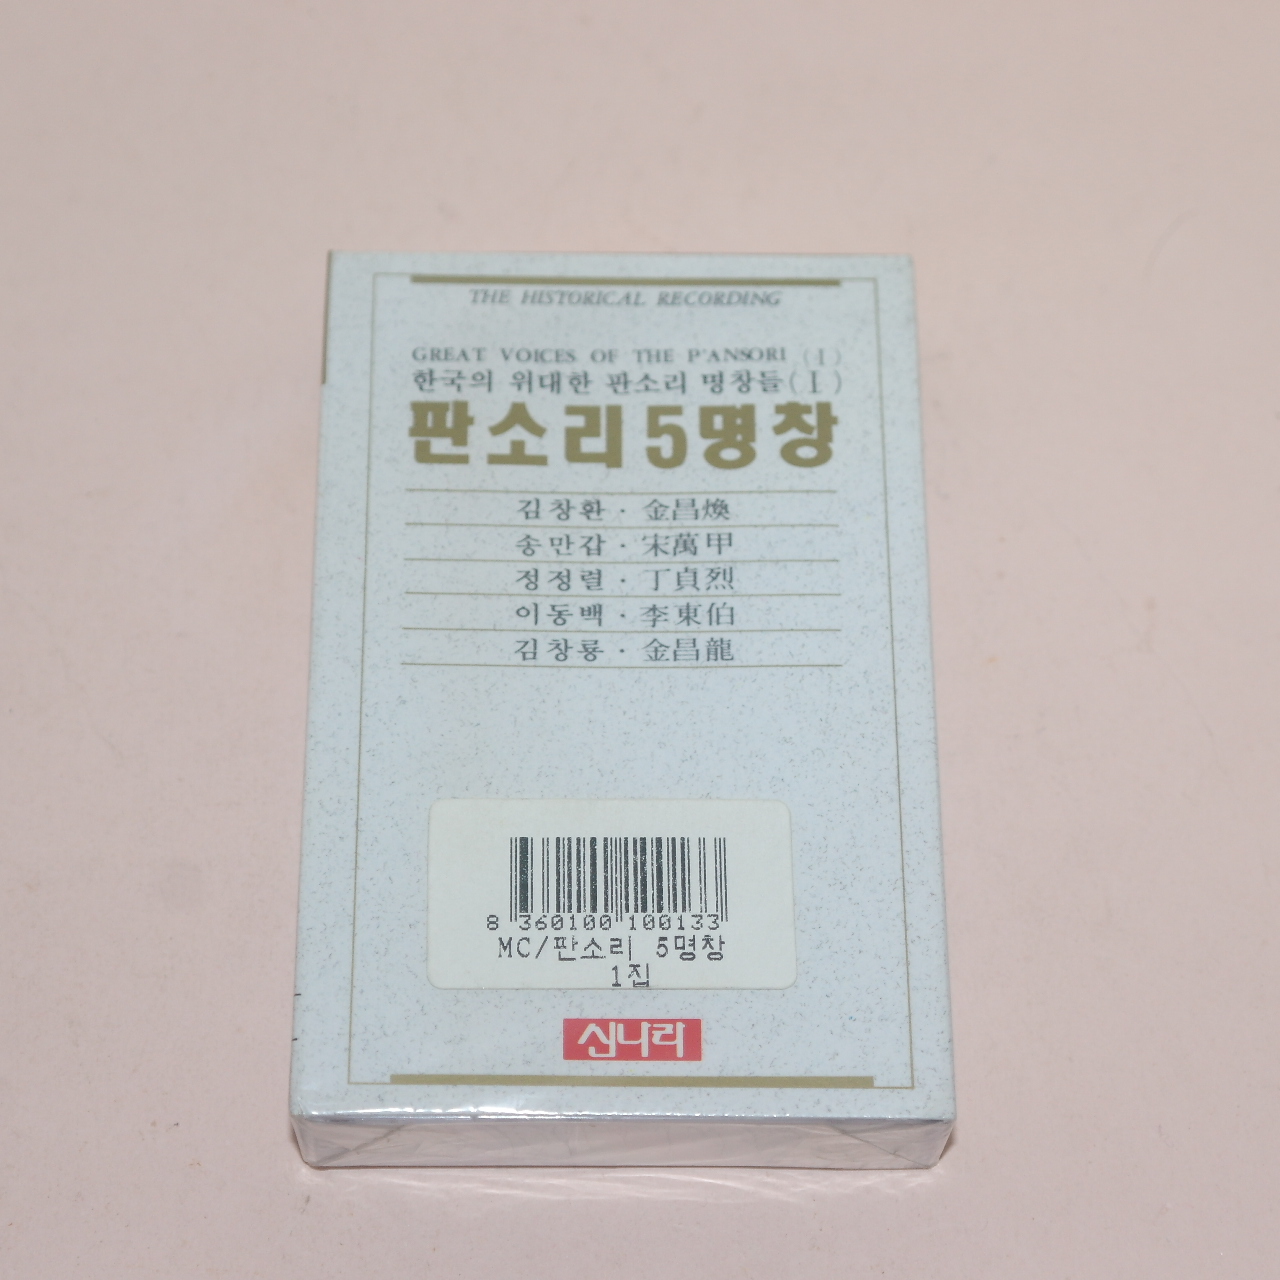 THE HISTORICAL RECORDING
GREAT VOICES OF THE P'ANSORI (I)
한국의 위대한 판소리 명창들(I)
판소리 5명창
김창환 · 金昌煥
송만갑 · 宋萬甲
정정렬 · 丁貞烈
이동백 · 李東伯
김창룡 · 金昌龍
8 360100 100133
MC/판소리 5명창
1집
신나라